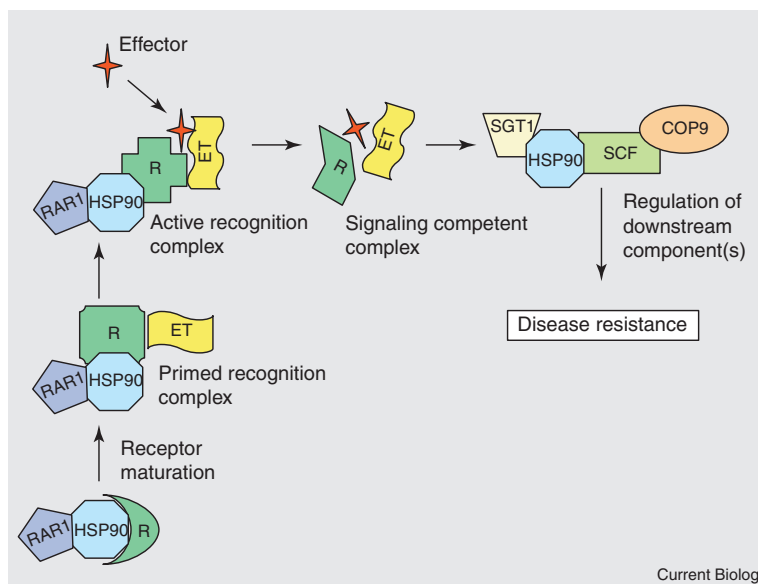 Effector
ET
R
RAR1
HSP90
Active recognition
complex
R
ET
Signaling competent
complex
SGT1
HSP90
SCF
COP9
Regulation of
downstream
component(s)
Disease resistance
R
ET
RAR1
HSP90
Primed recognition
complex
Receptor
maturation
RAR1
HSP90
R
Current Biolog